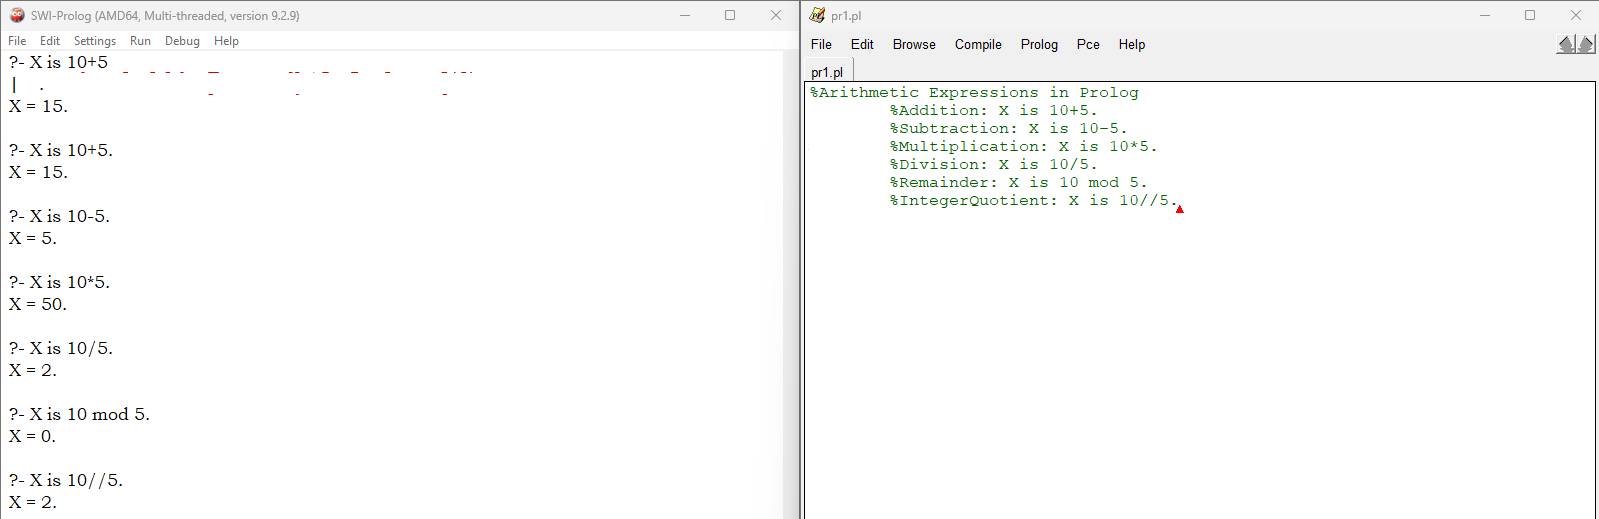 SWI-Prolog (AMD64, Multi-threaded, version 9.2.9)
File Edit Settings Run Debug Help
?- X is 10+5
| .
X = 15.
?- X is 10+5.
X = 15.
?- X is 10-5.
X = 5.
?- X is 10*5.
X = 50.
?- X is 10/5.
X = 2.
?- X is 10 mod 5.
X = 0.
?- X is 10//5.
X = 2.
pr1.pl
File Edit Browse Compile Prolog Pce Help
pr1.pl
%Arithmetic Expressions in Prolog
%Addition: X is 10+5.
%Subtraction: X is 10-5.
%Multiplication: X is 10*5.
%Division: X is 10/5.
%Remainder: X is 10 mod 5.
%IntegerQuotient: X is 10//5.